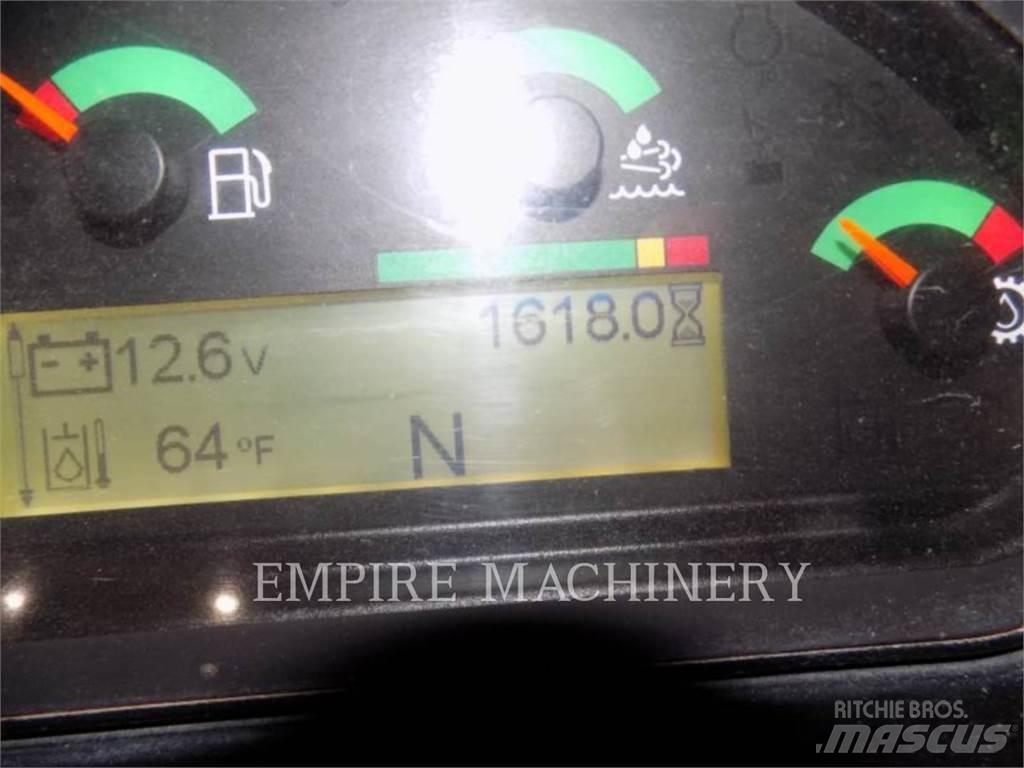 1618.0
12.6 V
64 °F
N
EMPIRE MACHINERY
RITCHIE BROS.
MASCUS